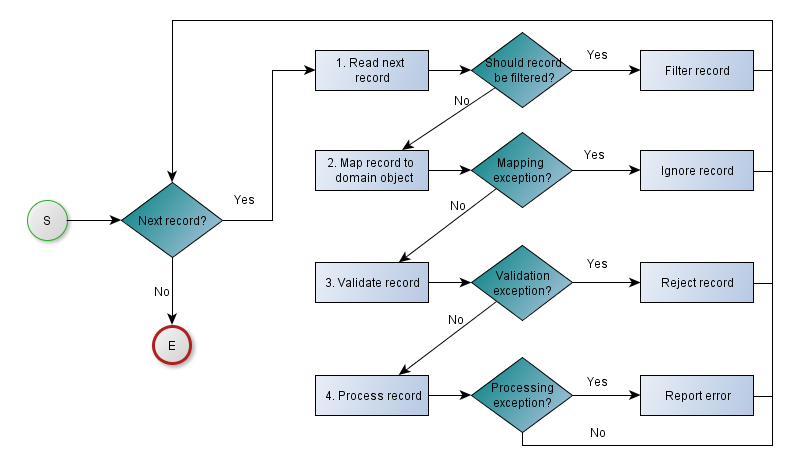 1. Read next
record
Should record
be filtered?
Yes
Filter record
No
2. Map record to
domain object
Mapping
exception?
Yes
Ignore record
S
Next record?
Yes
No
No
3. Validate record
Validation
exception?
Yes
Reject record
E
No
4. Process record
Processing
exception?
Yes
Report error
No